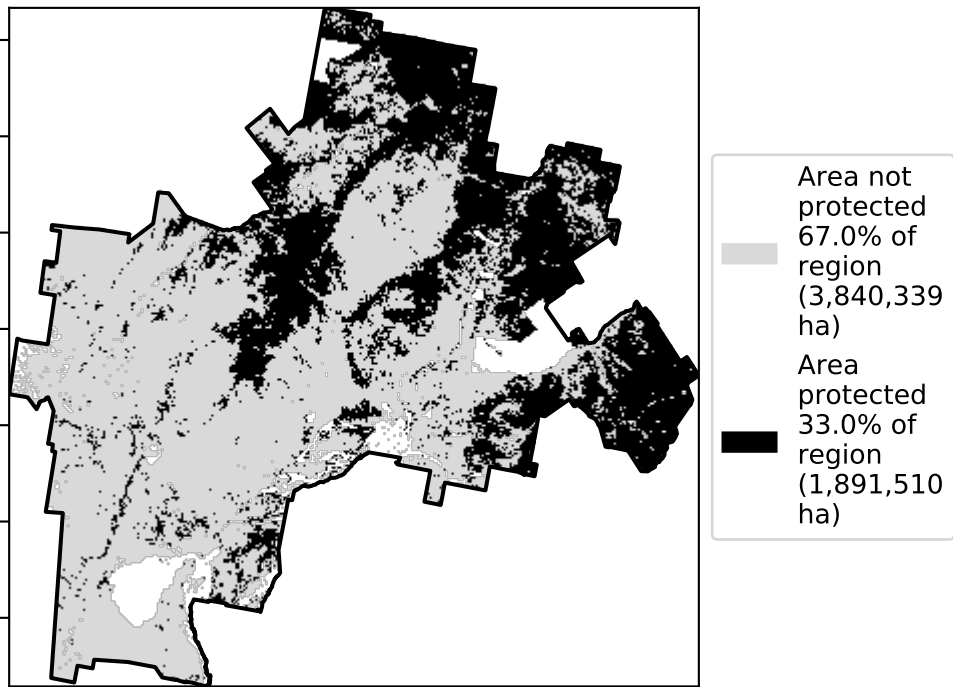 Area not
protected
67.0% of
region
(3,840,339
ha)
Area
protected
33.0% of
region
(1,891,510
ha)